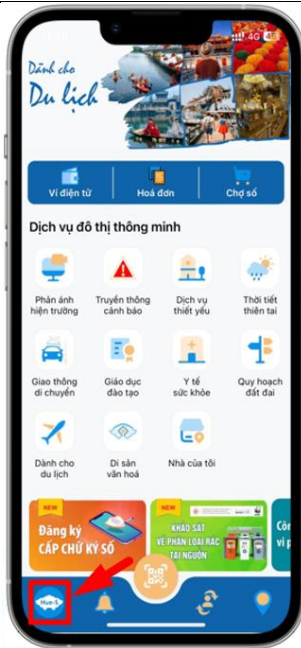 4G
Dành cho
Du lịch
Ví điện tử
Hoá đơn
Chợ số
Dịch vụ đô thị thông minh
Phản ánh
hiện trường
Truyền thông
cảnh báo
Dịch vụ
thiết yếu
Thời tiết
thiên tai
Giao thông
di chuyển
Giáo dục
đào tạo
Y tế
sức khỏe
Quy hoạch
đất đai
Dành cho
du lịch
Di sản
văn hoá
Nhà của tôi
NEW
Đăng ký
CẤP CHỮ KÝ SỐ
NEW
KHẢO SÁT
VỀ PHÂN LOẠI RÁC
TẠI NGUỒN
Hue-S